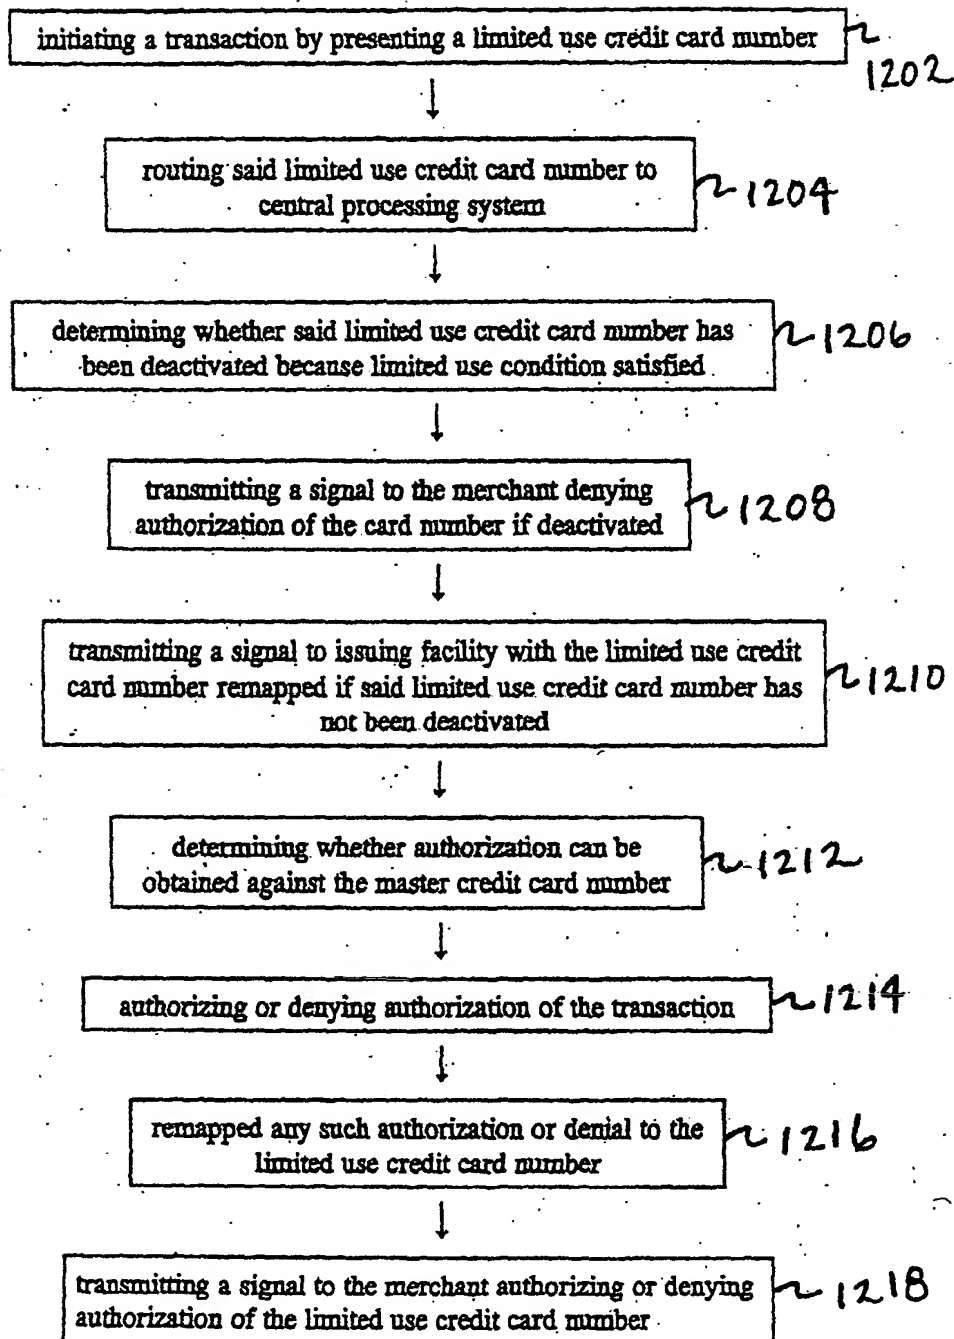 initiating a transaction by presenting a limited use credit card number
1202
routing said limited use credit card number to
central processing system
1204
determining whether said limited use credit card number has
been deactivated because limited use condition satisfied
1206
transmitting a signal to the merchant denying
authorization of the card number if deactivated
1208
transmitting a signal to issuing facility with the limited use credit
card number remapped if said limited use credit card number has
not been deactivated
1210
determining whether authorization can be
obtained against the master credit card number
1212
authorizing or denying authorization of the transaction
1214
remapped any such authorization or denial to the
limited use credit card number
1216
transmitting a signal to the merchant authorizing or denying
authorization of the limited use credit card number
1218